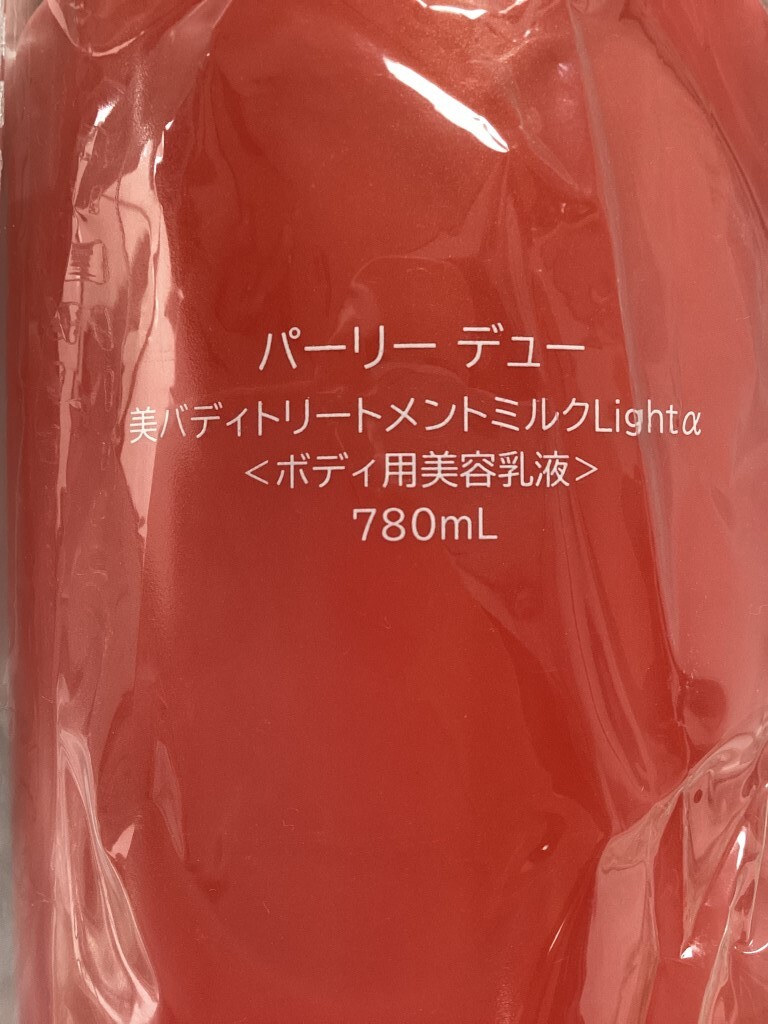 パーリー デュー
美バディトリートメントミルクLightα
<ボディ用美容乳液>
780mL